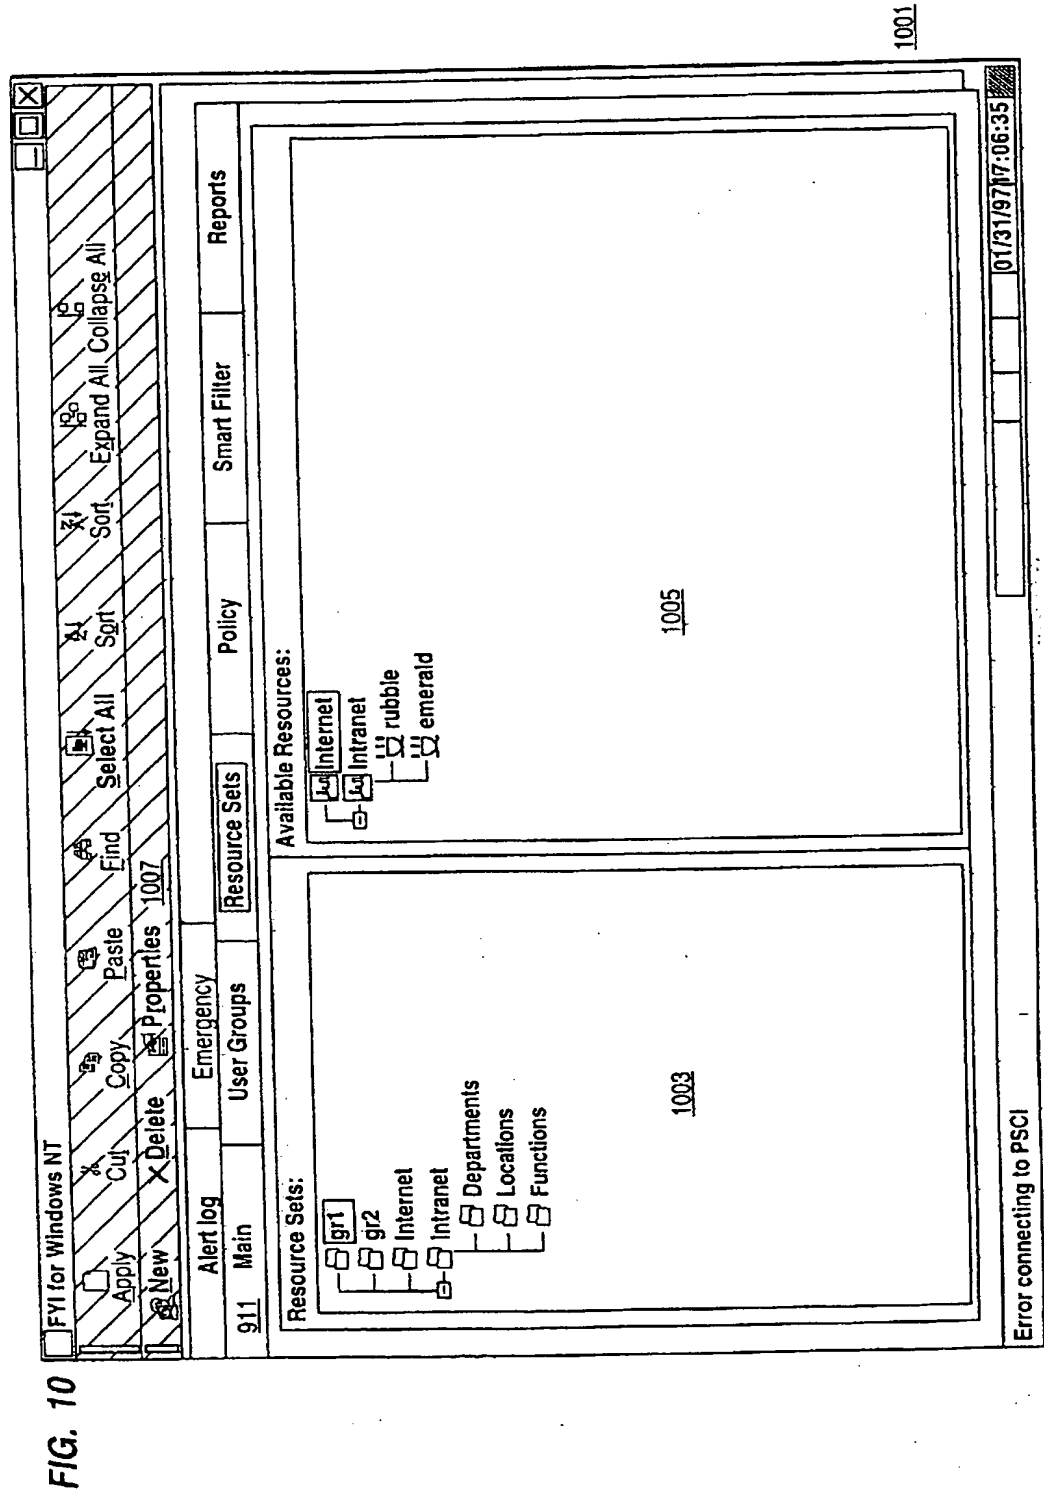 FIG. 10
FYI for Windows NT
Apply Cut Copy Paste Find Select All Sort Sort Expand All Collapse All
New Delete Properties 1007
Alert log Emergency
911 Main User Groups Resource Sets Policy Smart Filter Reports
Resource Sets:
gr1
gr2
Internet
Intranet
Departments
Locations
Functions
1003
Available Resources:
Internet
Intranet
rubble
emerald
1005
Error connecting to PSCI
01/31/97 17:06:35
1001